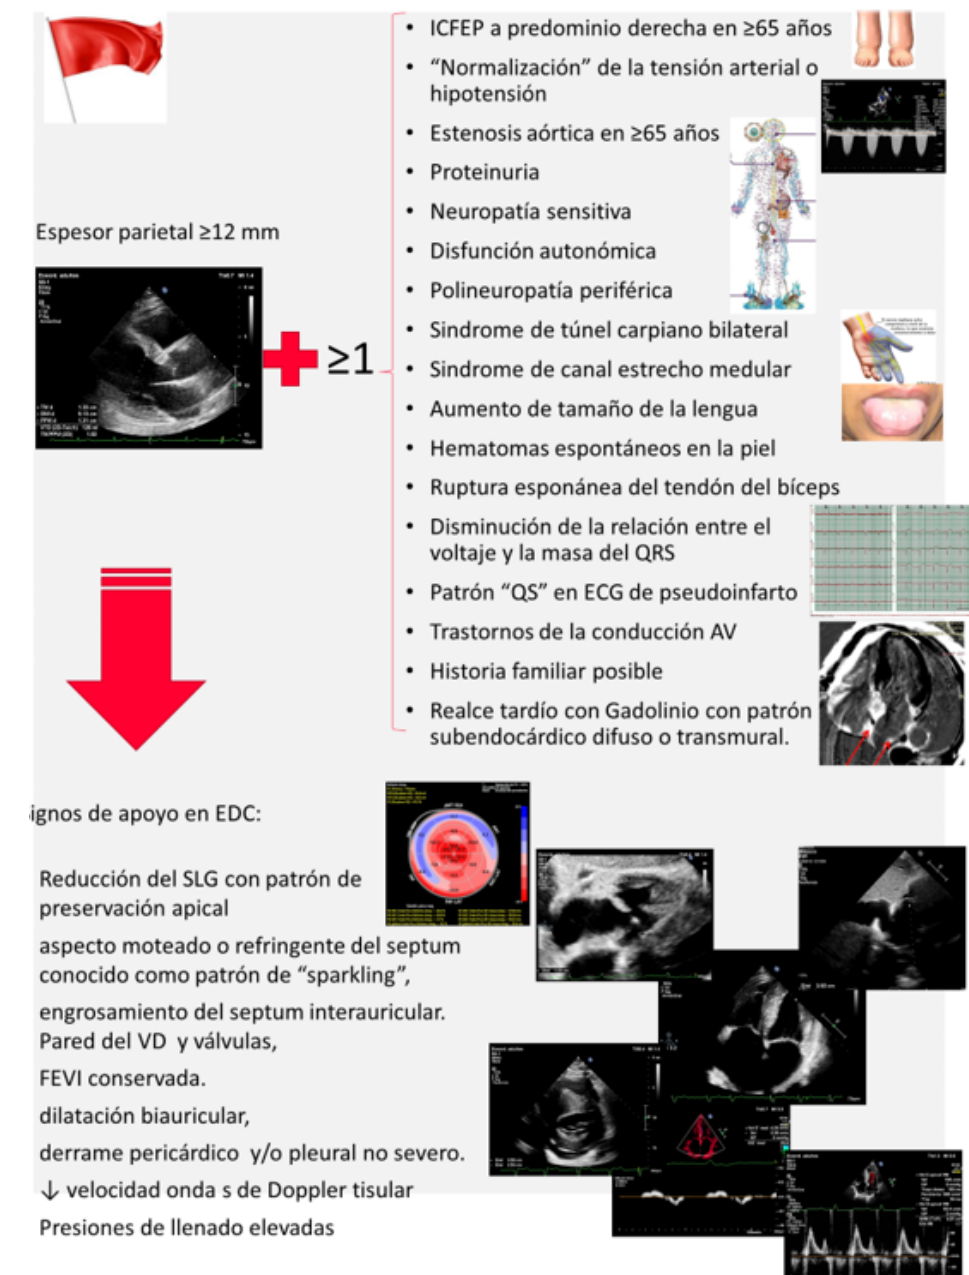 ICFEP a predominio derecha en ≥65 años
“Normalización” de la tensión arterial o
hipotensión
Estenosis aórtica en ≥65 años
Proteinuria
Neuropatía sensitiva
Disfunción autonómica
Polineuropatía periférica
Sindrome de túnel carpiano bilateral
Sindrome de canal estrecho medular
Aumento de tamaño de la lengua
Hematomas espontáneos en la piel
Ruptura esponánea del tendón del bíceps
Disminución de la relación entre el
voltaje y la masa del QRS
Patrón “QS” en ECG de pseudoinfarto
Trastornos de la conducción AV
Historia familiar posible
Realce tardío con Gadolinio con patrón
subendocárdico difuso o transmural.
Espesor parietal ≥12 mm
≥1
ignos de apoyo en EDC:
Reducción del SLG con patrón de
preservación apical
aspecto moteado o refringente del septum
conocido como patrón de “sparkling”,
engrosamiento del septum interauricular.
Pared del VD y válvulas,
FEVI conservada.
dilatación biauricular,
derrame pericárdico y/o pleural no severo.
↓ velocidad onda s de Doppler tisular
Presiones de llenado elevadas